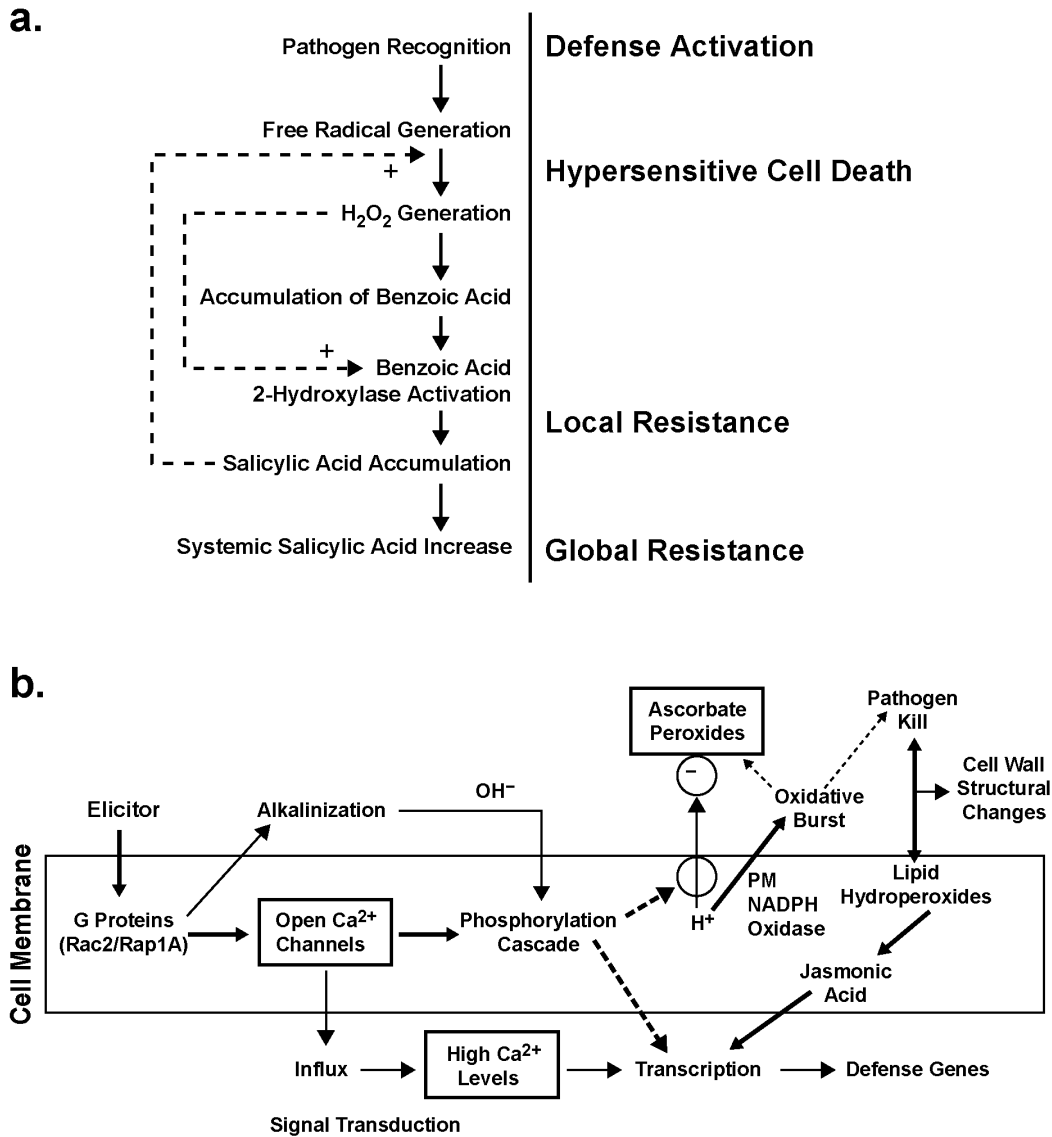 a.
Pathogen Recognition
Defense Activation
Free Radical Generation
+
Hypersensitive Cell Death
H₂O₂ Generation
Accumulation of Benzoic Acid
+
Benzoic Acid
2-Hydroxylase Activation
Local Resistance
Salicylic Acid Accumulation
Systemic Salicylic Acid Increase
Global Resistance
b.
Ascorbate
Peroxides
−
Pathogen
Kill
Cell Wall
Structural
Changes
Oxidative
Burst
Elicitor
Alkalinization
OH⁻
Cell Membrane
G Proteins
(Rac2/Rap1A)
Open Ca²⁺
Channels
Phosphorylation
Cascade
H⁺
PM
NADPH
Oxidase
Lipid
Hydroperoxides
Jasmonic
Acid
Influx
High Ca²⁺
Levels
Transcription
Defense Genes
Signal Transduction